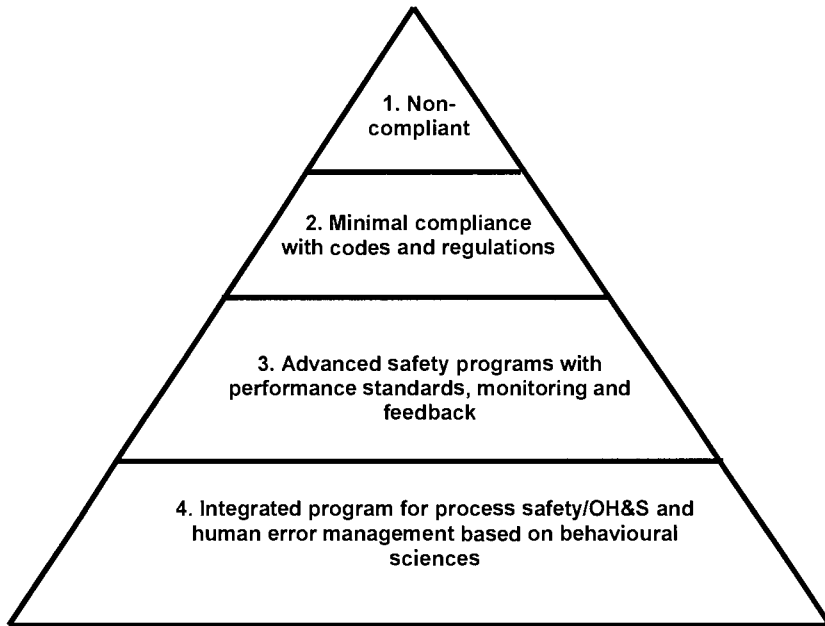 1. Non-
compliant
2. Minimal compliance
with codes and regulations
3. Advanced safety programs with
performance standards, monitoring and
feedback
4. Integrated program for process safety/OH&S and
human error management based on behavioural
sciences